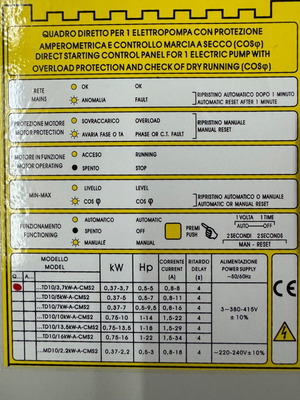 QUADRO DIRETTO PER 1 ELETTROPOMPA CON PROTEZIONE
AMPEROMETRICA E CONTROLLO MARCIA A SECCO (COSφ)
DIRECT STARTING CONTROL PANEL FOR 1 ELECTRIC PUMP WITH
OVERLOAD PROTECTION AND CHECK OF DRY RUNNING (COSφ)
RETE
MAINS
OK OK
ANOMALIA FAULT
RIPRISTINO AUTOMATICO DOPO 1 MINUTO
AUTOMATIC RESET AFTER 1 MINUTE
PROTEZIONE MOTORE
MOTOR PROTECTION
SOVRACCARICO OVERLOAD
AVARIA FASE O TA PHASE OR C.T. FAULT
RIPRISTINO MANUALE
MANUAL RESET
MOTORE IN FUNZIONE
MOTOR OPERATING
ACCESO RUNNING
SPENTO STOP
MIN-MAX
LIVELLO LEVEL
COS φ COS φ
RIPRISTINO AUTOMATICO O MANUALE
AUTOMATIC OR MANUAL RESET
FUNZIONAMENTO
FUNCTIONING
AUTOMATICO AUTOMATIC
SPENTO OFF
MANUALE MANUAL
PREMI
PUSH
1 VOLTA 1 TIME
AUTO OFF
2 SECONDI 2 SECONDS
MAN - RESET
Q... A...
MODELLO
MODEL
kW
Hp
CORRENTE
CURRENT
(A)
RITARDO
DELAY
(s)
ALIMENTAZIONE
POWER SUPPLY
~50/60Hz
...TD10/3,7kW-A-CMS2 0,37-3,7 0,5-5 0,8-8 4
...TD10/5kW-A-CMS2 0,37-5 0,5-7 0,8-11 4
...TD10/7kW-A-CMS2 0,37-7 0,5-9,5 0,8-16 4
...TD10/10kW-A-CMS2 0,75-10 1-14 1,5-22 4
...TD10/13,5kW-A-CMS2 0,75-13,5 1-18 1,5-29 4
...TD10/16kW-A-CMS2 0,75-16 1-22 1,5-34 4
3~380-415V
±10%
...MD10/2,2kW-A-CMS2 0,37-2,2 0,5-3 0,8-18 4 ~220-240V±10%
CE